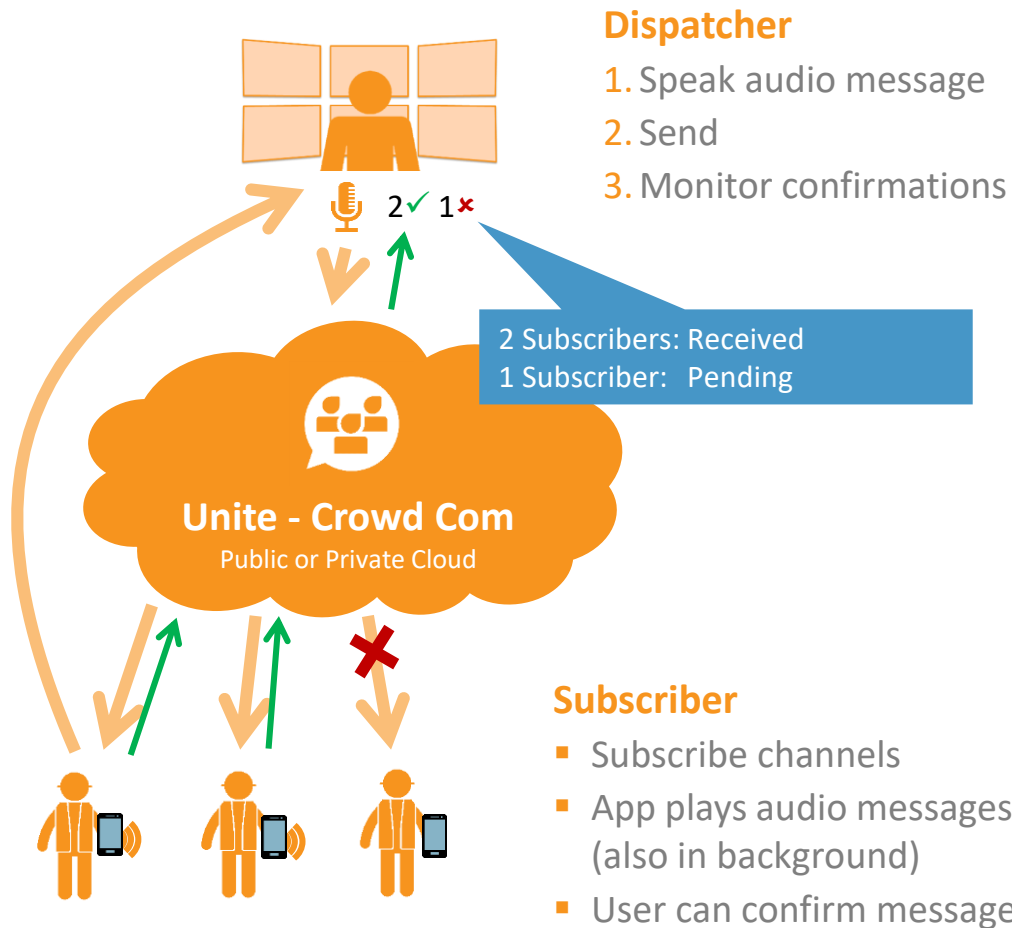 Dispatcher
1. Speak audio message
2. Send
3. Monitor confirmations
2✓ 1✘
2 Subscribers: Received
1 Subscriber: Pending
Unite - Crowd Com
Public or Private Cloud
Subscriber
▪ Subscribe channels
▪ App plays audio messages
(also in background)
▪ User can confirm message